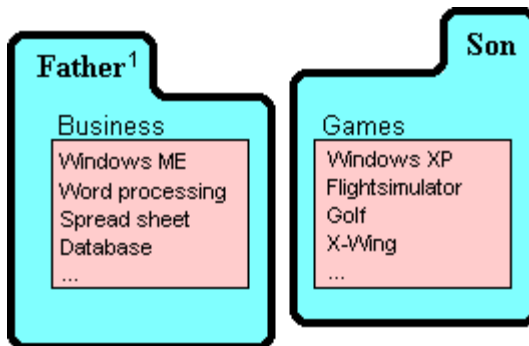 Father1
Business
Windows ME
Word processing
Spread sheet
Database
...
Son
Games
Windows XP
Flightsimulator
Golf
X-Wing
...